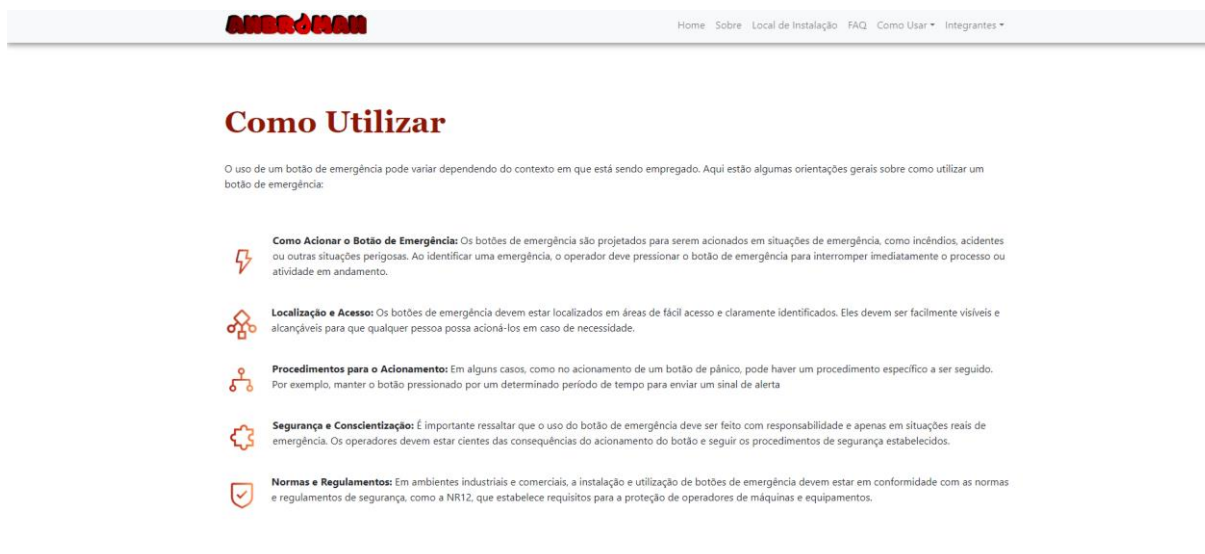 Home Sobre Local de Instalação FAQ Como Usar Integrantes
Como Utilizar
O uso de um botão de emergência pode variar dependendo do contexto em que está sendo empregado. Aqui estão algumas orientações gerais sobre como utilizar um
botão de emergência:
Como Acionar o Botão de Emergência: Os botões de emergência são projetados para serem acionados em situações de emergência, como incêndios, acidentes
ou outras situações perigosas. Ao identificar uma emergência, o operador deve pressionar o botão de emergência para interromper imediatamente o processo ou
atividade em andamento.
Localização e Acesso: Os botões de emergência devem estar localizados em áreas de fácil acesso e claramente identificados. Eles devem ser facilmente visíveis e
alcançáveis para que qualquer pessoa possa acioná-los em caso de necessidade.
Procedimentos para o Acionamento: Em alguns casos, como no acionamento de um botão de pânico, pode haver um procedimento específico a ser seguido.
Por exemplo, manter o botão pressionado por um determinado período de tempo para enviar um sinal de alerta
Segurança e Conscientização: É importante ressaltar que o uso do botão de emergência deve ser feito com responsabilidade e apenas em situações reais de
emergência. Os operadores devem estar cientes das consequências do acionamento do botão e seguir os procedimentos de segurança estabelecidos.
Normas e Regulamentos: Em ambientes industriais e comerciais, a instalação e utilização de botões de emergência devem estar em conformidade com as normas
e regulamentos de segurança, como a NR12, que estabelece requisitos para a proteção de operadores de máquinas e equipamentos.